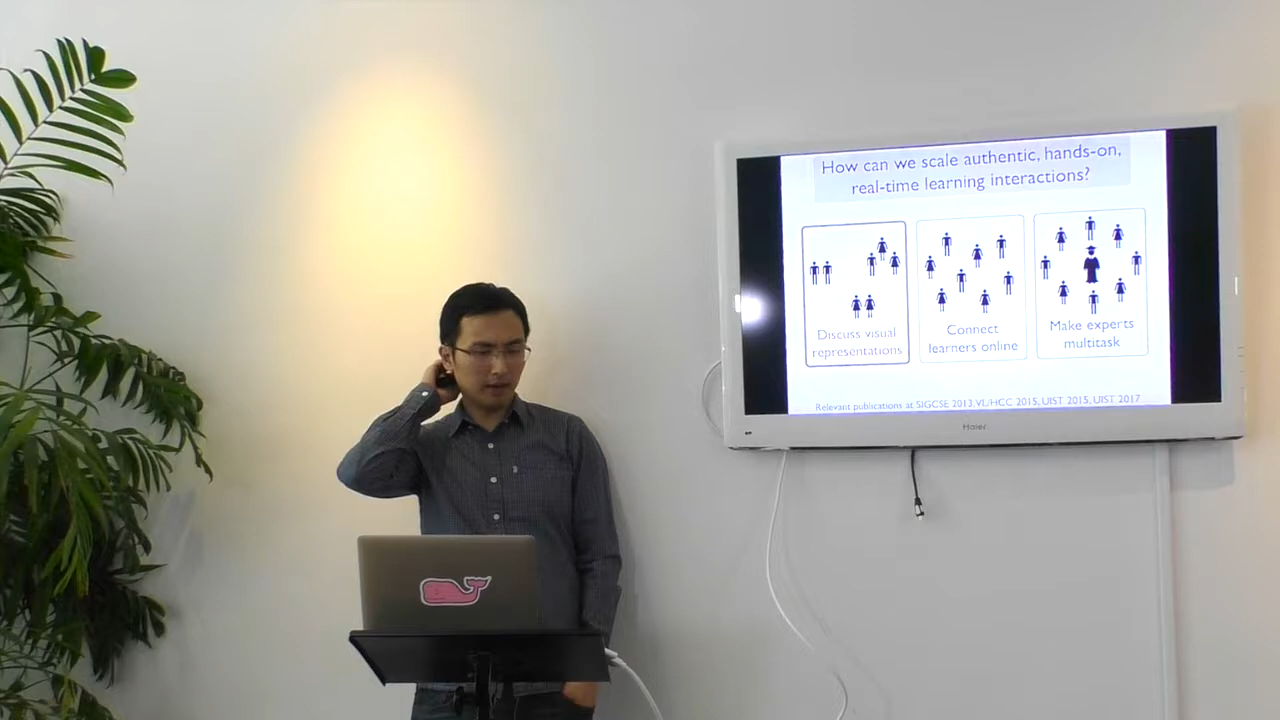 How can we scale authentic, hands-on,
real-time learning interactions?
Discuss visual
representations
Connect
learners online
Make experts
multitask
Relevant publications at SIGCSE 2013, VL/HCC 2015, UIST 2015, UIST 2017
Haier